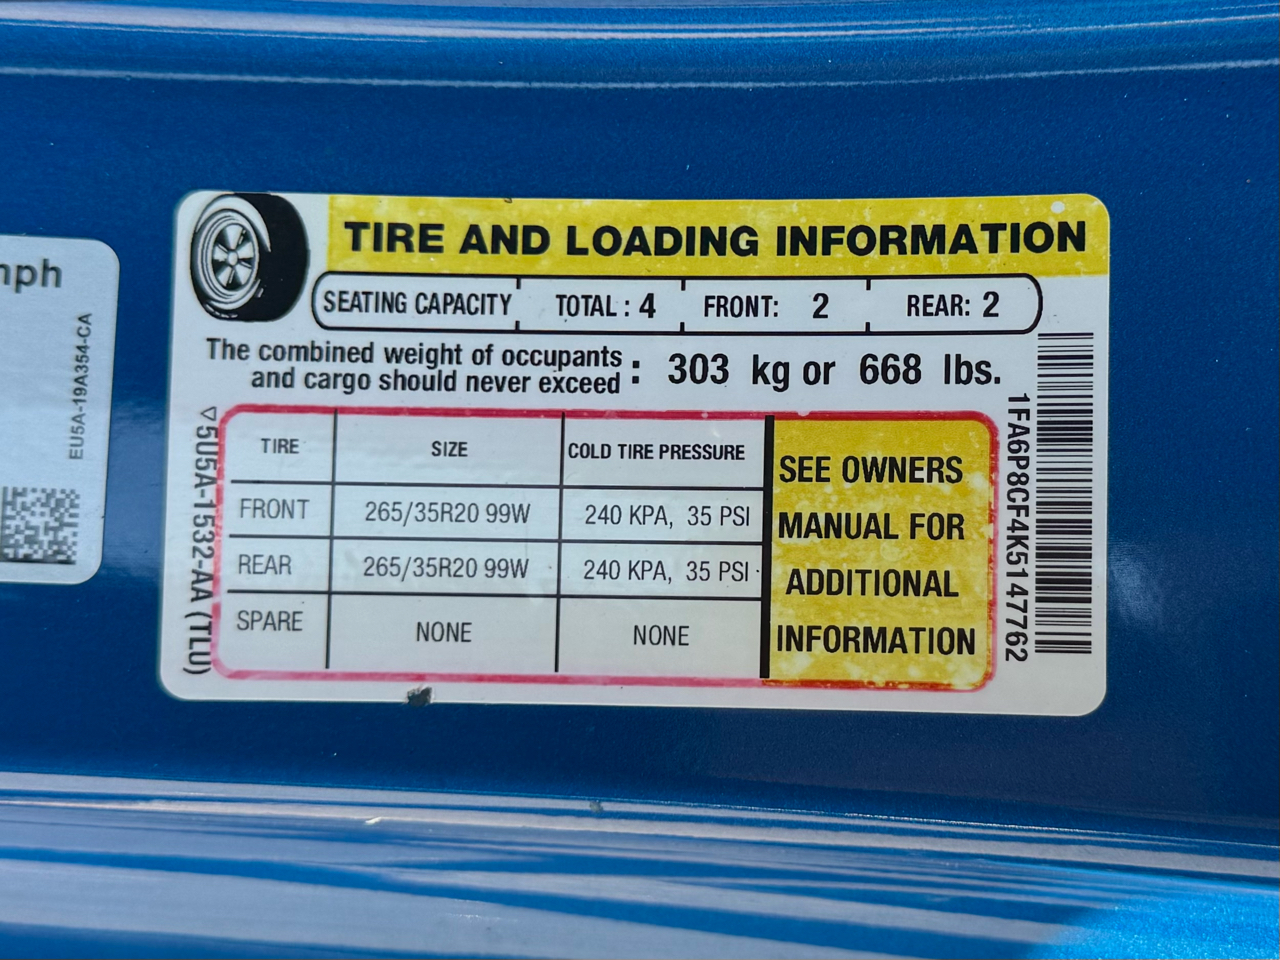 TIRE AND LOADING INFORMATION
SEATING CAPACITY TOTAL : 4 FRONT: 2 REAR: 2
The combined weight of occupants
and cargo should never exceed : 303 kg or 668 lbs.
TIRE SIZE COLD TIRE PRESSURE
FRONT 265/35R20 99W 240 KPA, 35 PSI
REAR 265/35R20 99W 240 KPA, 35 PSI
SPARE NONE NONE
SEE OWNERS
MANUAL FOR
ADDITIONAL
INFORMATION
5U5A-1532-AA (TLU)
1FA6P8CF4K5147762
mph
EU5A-19A354-CA